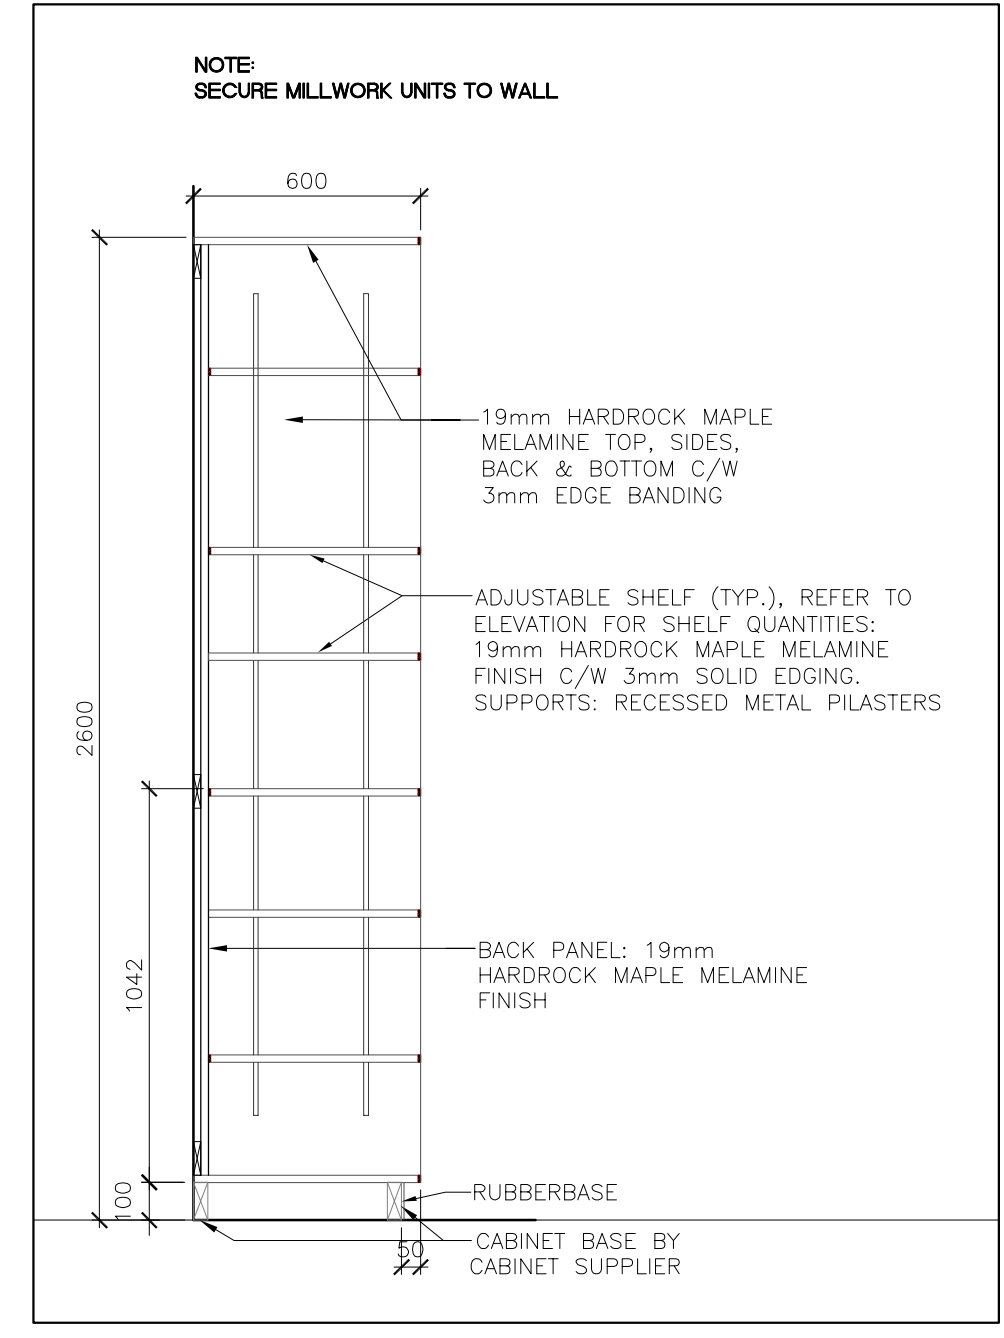 NOTE:
SECURE MILLWORK UNITS TO WALL
600
19mm HARDROCK MAPLE
MELAMINE TOP, SIDES,
BACK & BOTTOM C/W
3mm EDGE BANDING
ADJUSTABLE SHELF (TYP.), REFER TO
ELEVATION FOR SHELF QUANTITIES:
19mm HARDROCK MAPLE MELAMINE
FINISH C/W 3mm SOLID EDGING.
SUPPORTS: RECESSED METAL PILASTERS
2600
1042
BACK PANEL: 19mm
HARDROCK MAPLE MELAMINE
FINISH
100
RUBBERBASE
50
CABINET BASE BY
CABINET SUPPLIER